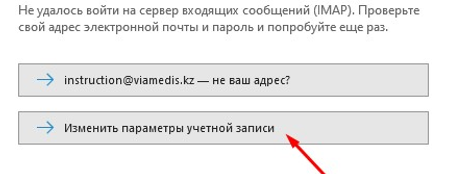 Не удалось войти на сервер входящих сообщений (IMAP). Проверьте
свой адрес электронной почты и пароль и попробуйте еще раз.
instruction@viamedis.kz — не ваш адрес?
Изменить параметры учетной записи